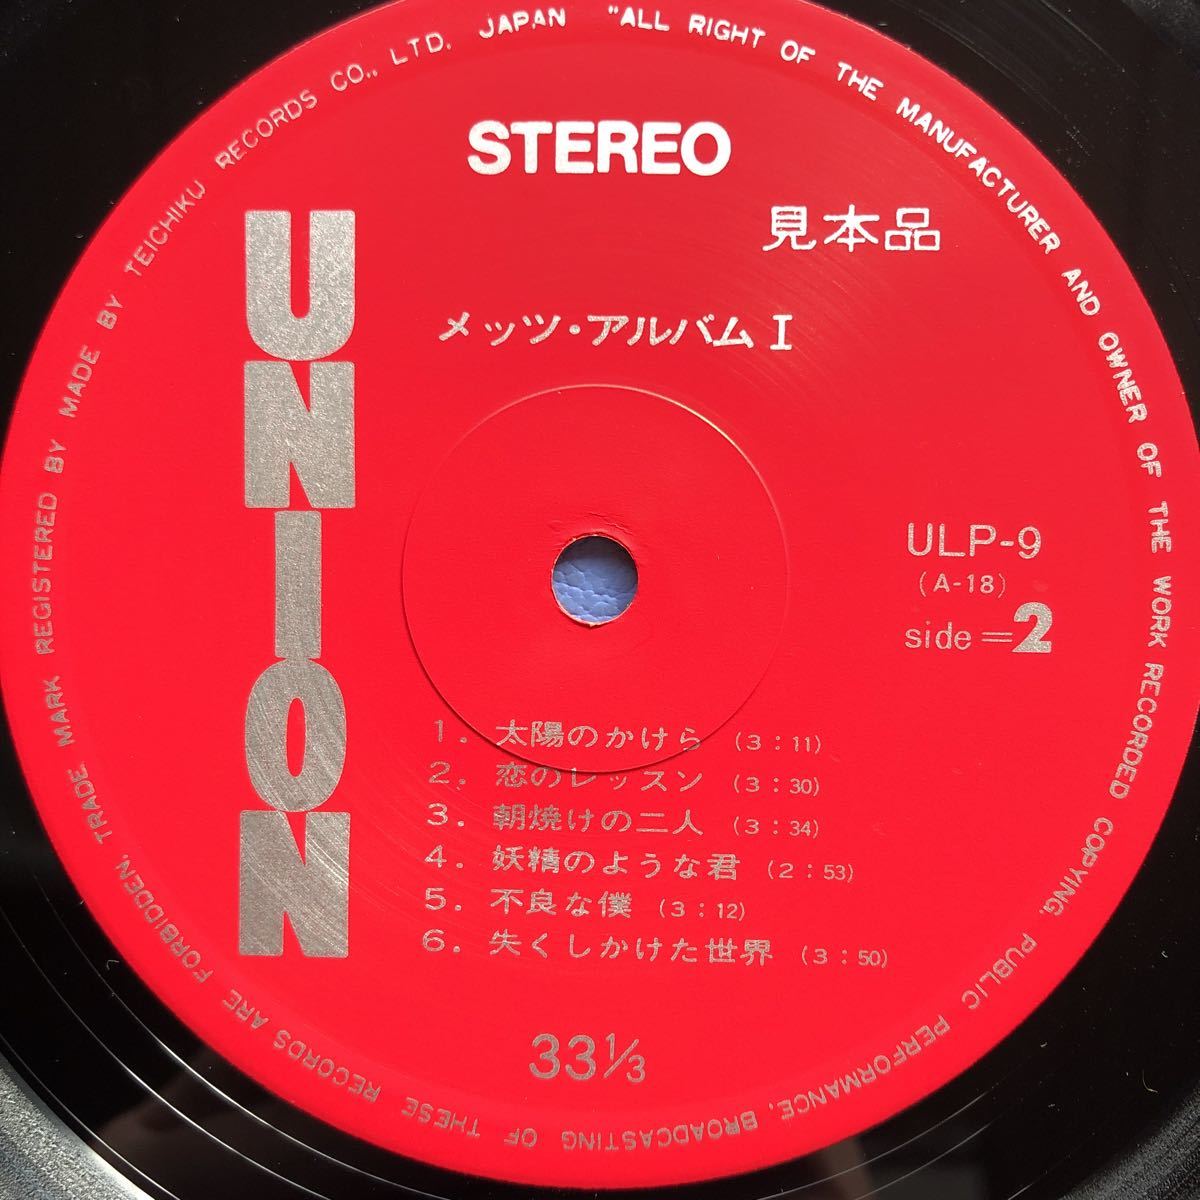 STEREO
見本品
メッツ・アルバム I
UNION
ULP-9
(A-18)
side=2
1. 太陽のかけら (3:11)
2. 恋のレッスン (3:30)
3. 朝焼けの二人 (3:34)
4. 妖精のような君 (2:53)
5. 不良な僕 (3:12)
6. 失くしかけた世界 (3:50)
33⅓
TRADE MARK REGISTERED BY MADE BY TEICHIKU RECORDS CO., LTD. JAPAN "ALL RIGHT OF THE MANUFACTURER AND OWNER OF THE WORK RECORDED COPYING, PUBLIC PERFORMANCE, BROADCASTING OF THESE RECORDS ARE FORBIDDEN,